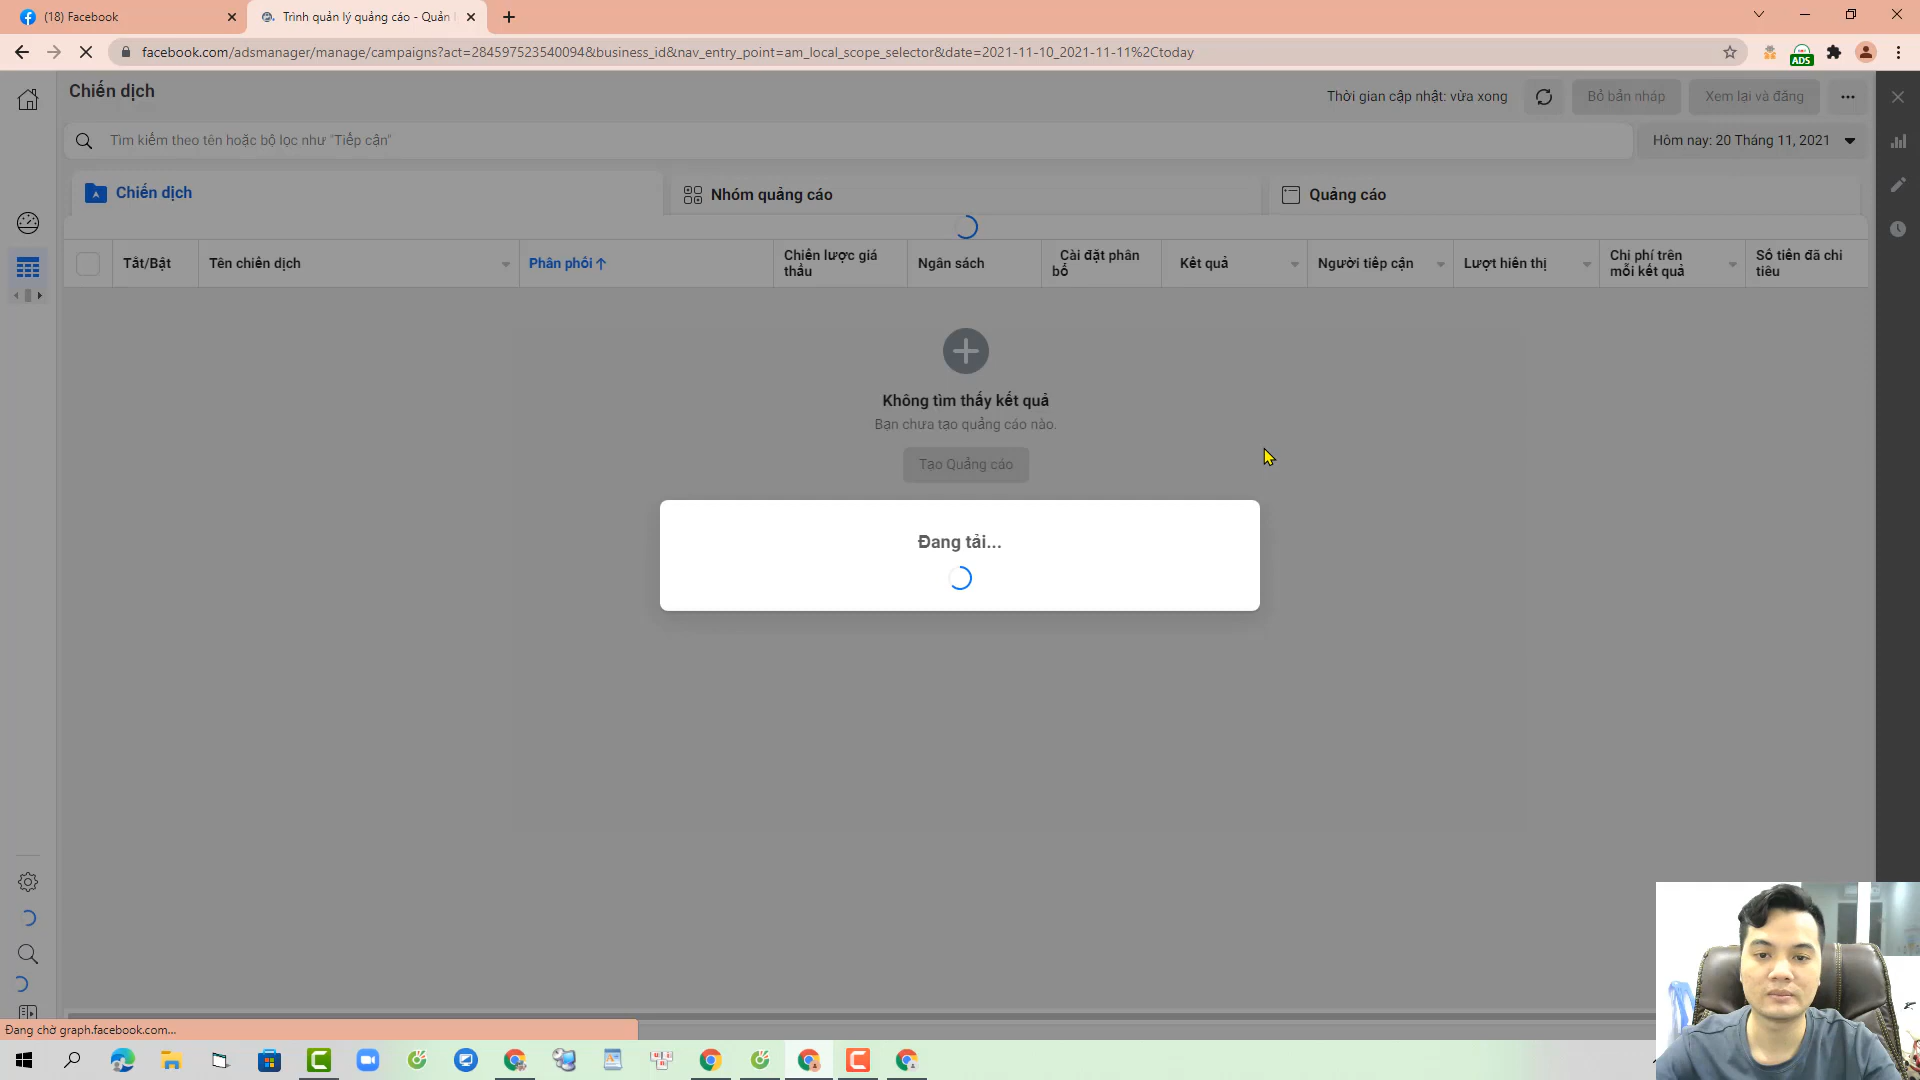 (18) Facebook
Trình quản lý quảng cáo - Quản
facebook.com/adsmanager/manage/campaigns?act=284597523540094&business_id&nav_entry_point=am_local_scope_selector&date=2021-11-10_2021-11-11%2Ctoday
ADS
Chiến dịch
Thời gian cập nhật: vừa xong
Bỏ bản nháp
Xem lại và đăng
Tìm kiếm theo tên hoặc bộ lọc như "Tiếp cận"
Hôm nay: 20 Tháng 11, 2021
Chiến dịch
Nhóm quảng cáo
Quảng cáo
Tắt/Bật
Tên chiến dịch
Phân phối
Chiến lược giá thầu
Ngân sách
Cài đặt phân bổ
Kết quả
Người tiếp cận
Lượt hiển thị
Chi phí trên mỗi kết quả
Số tiền đã chi tiêu
Không tìm thấy kết quả
Bạn chưa tạo quảng cáo nào.
Tạo Quảng cáo
Đang tải...
Đang chờ graph.facebook.com...